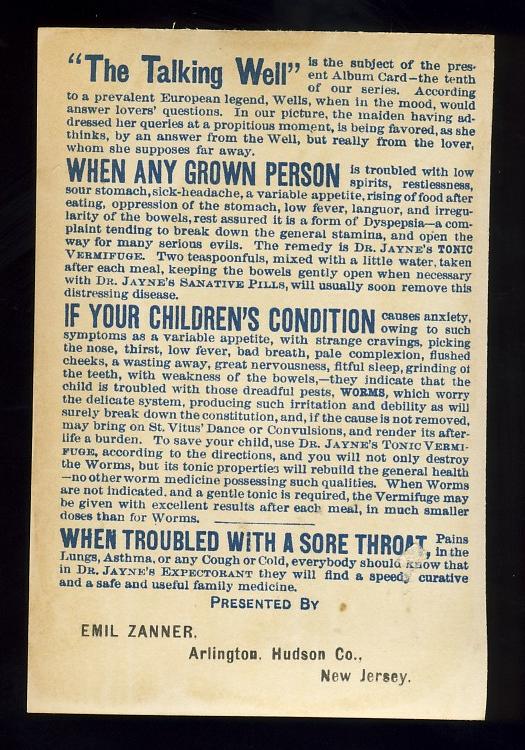 “The Talking Well” is the subject of the pres-
ent Album Card—the tenth
of our series. According
to a prevalent European legend, Wells, when in the mood, would
answer lovers' questions. In our picture, the maiden having ad-
dressed her queries at a propitious moment, is being favored, as she
thinks, by an answer from the Well, but really from the lover,
whom she supposes far away.
WHEN ANY GROWN PERSON is troubled with low
spirits, restlessness,
sour stomach, sick-headache, a variable appetite, rising of food after
eating, oppression of the stomach, low fever, languor, and irregu-
larity of the bowels, rest assured it is a form of Dyspepsia—a com-
plaint tending to break down the general stamina, and open the
way for many serious evils. The remedy is DR. JAYNE'S TONIC
VERMIFUGE. Two teaspoonfuls, mixed with a little water, taken
after each meal, keeping the bowels gently open when necessary
with DR. JAYNE'S SANATIVE PILLS, will usually soon remove this
distressing disease.
IF YOUR CHILDREN'S CONDITION causes anxiety,
owing to such
symptoms as a variable appetite, with strange cravings, picking
the nose, thirst, low fever, bad breath, pale complexion, flushed
cheeks, a wasting away, great nervousness, fitful sleep, grinding of
the teeth, with weakness of the bowels,—they indicate that the
child is troubled with those dreadful pests, WORMS, which worry
the delicate system, producing such irritation and debility as will
surely break down the constitution, and, if the cause is not removed,
may bring on St. Vitus' Dance or Convulsions, and render its after-
life a burden. To save your child, use DR. JAYNE'S TONIC VERMI-
FUGE, according to the directions, and you will not only destroy
the Worms, but its tonic properties will rebuild the general health
—no other worm medicine possessing such qualities. When Worms
are not indicated, and a gentle tonic is required, the Vermifuge may
be given with excellent results after each meal, in much smaller
doses than for Worms.
WHEN TROUBLED WITH A SORE THROAT, Pains
in the
Lungs, Asthma, or any Cough or Cold, everybody should know that
in DR. JAYNE'S EXPECTORANT they will find a speedy curative
and a safe and useful family medicine.
PRESENTED BY
EMIL ZANNER,
Arlington, Hudson Co.,
New Jersey.